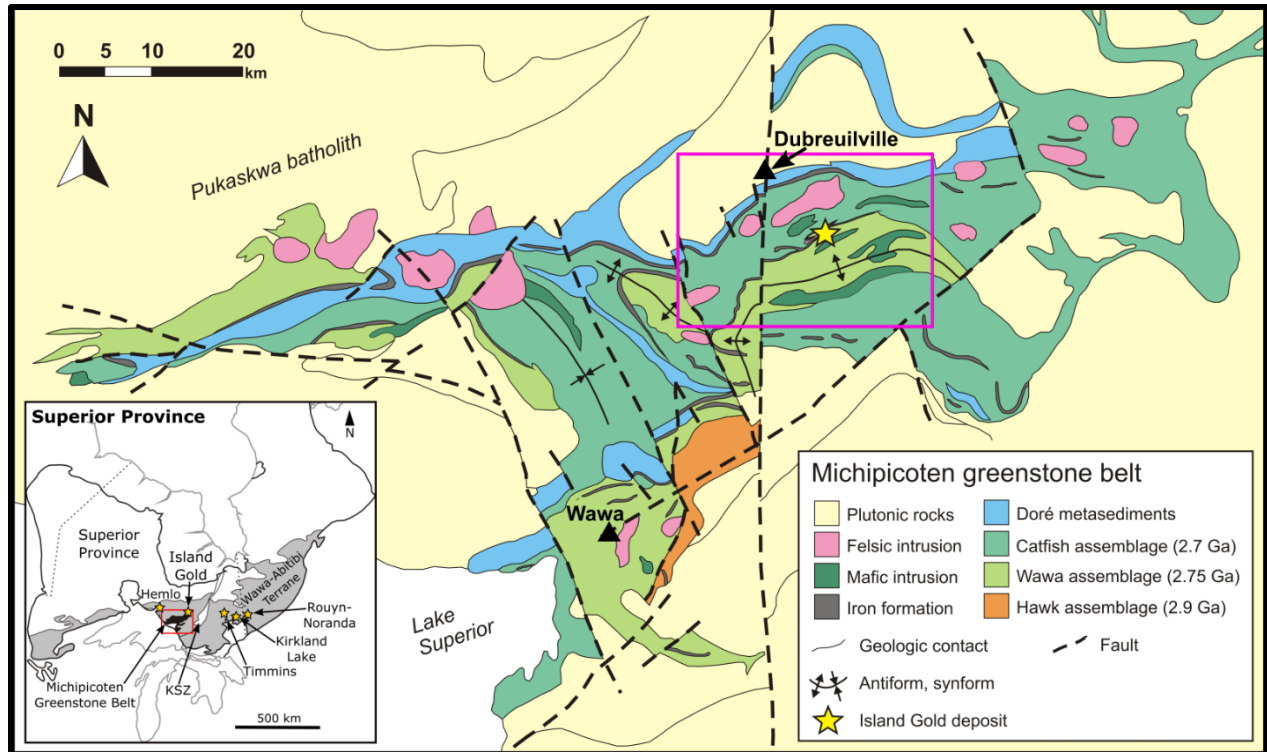 0 5 10 20
km
N
Pukaskwa batholith
Dubreuilville
Wawa
Lake
Superior
Superior Province
N
Superior
Province
Island
Gold
Hemlo
Wawa-Abitibi
Terrane
Rouyn-
Noranda
Kirkland
Lake
Timmins
KSZ
Michipicoten
Greenstone Belt
500 km
Michipicoten greenstone belt
Plutonic rocks
Felsic intrusion
Mafic intrusion
Iron formation
Doré metasediments
Catfish assemblage (2.7 Ga)
Wawa assemblage (2.75 Ga)
Hawk assemblage (2.9 Ga)
Geologic contact
Fault
Antiform, synform
Island Gold deposit